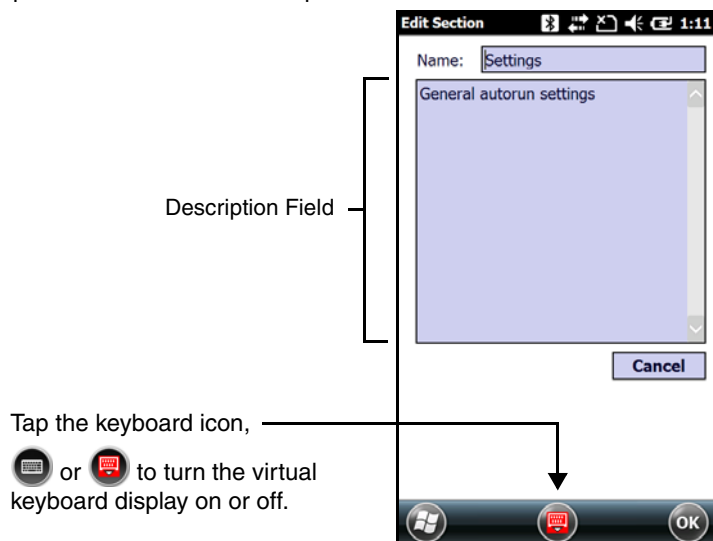 Edit Section 1:11
Name: Settings
General autorun settings
Description Field
Cancel
Tap the keyboard icon,
or to turn the virtual
keyboard display on or off.
OK